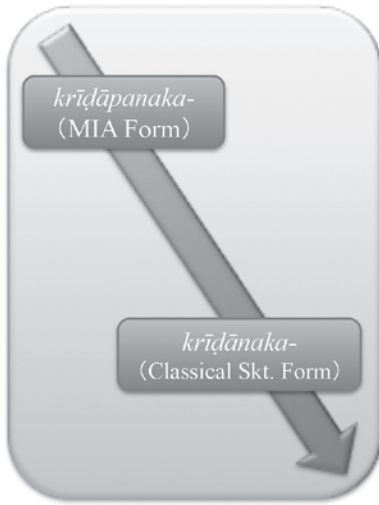 krīḍāpanaka-
（MIA Form）
krīḍānaka-
（Classical Skt. Form）